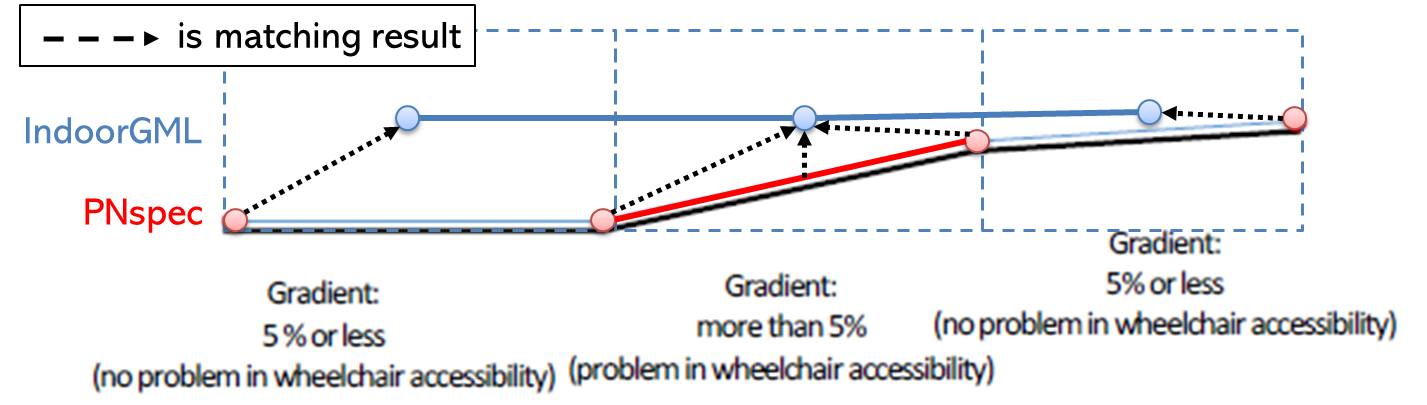 is matching result
IndoorGML
PNspec
Gradient:
5 % or less
(no problem in wheelchair accessibility)
Gradient:
more than 5%
(problem in wheelchair accessibility)
Gradient:
5% or less
(no problem in wheelchair accessibility)